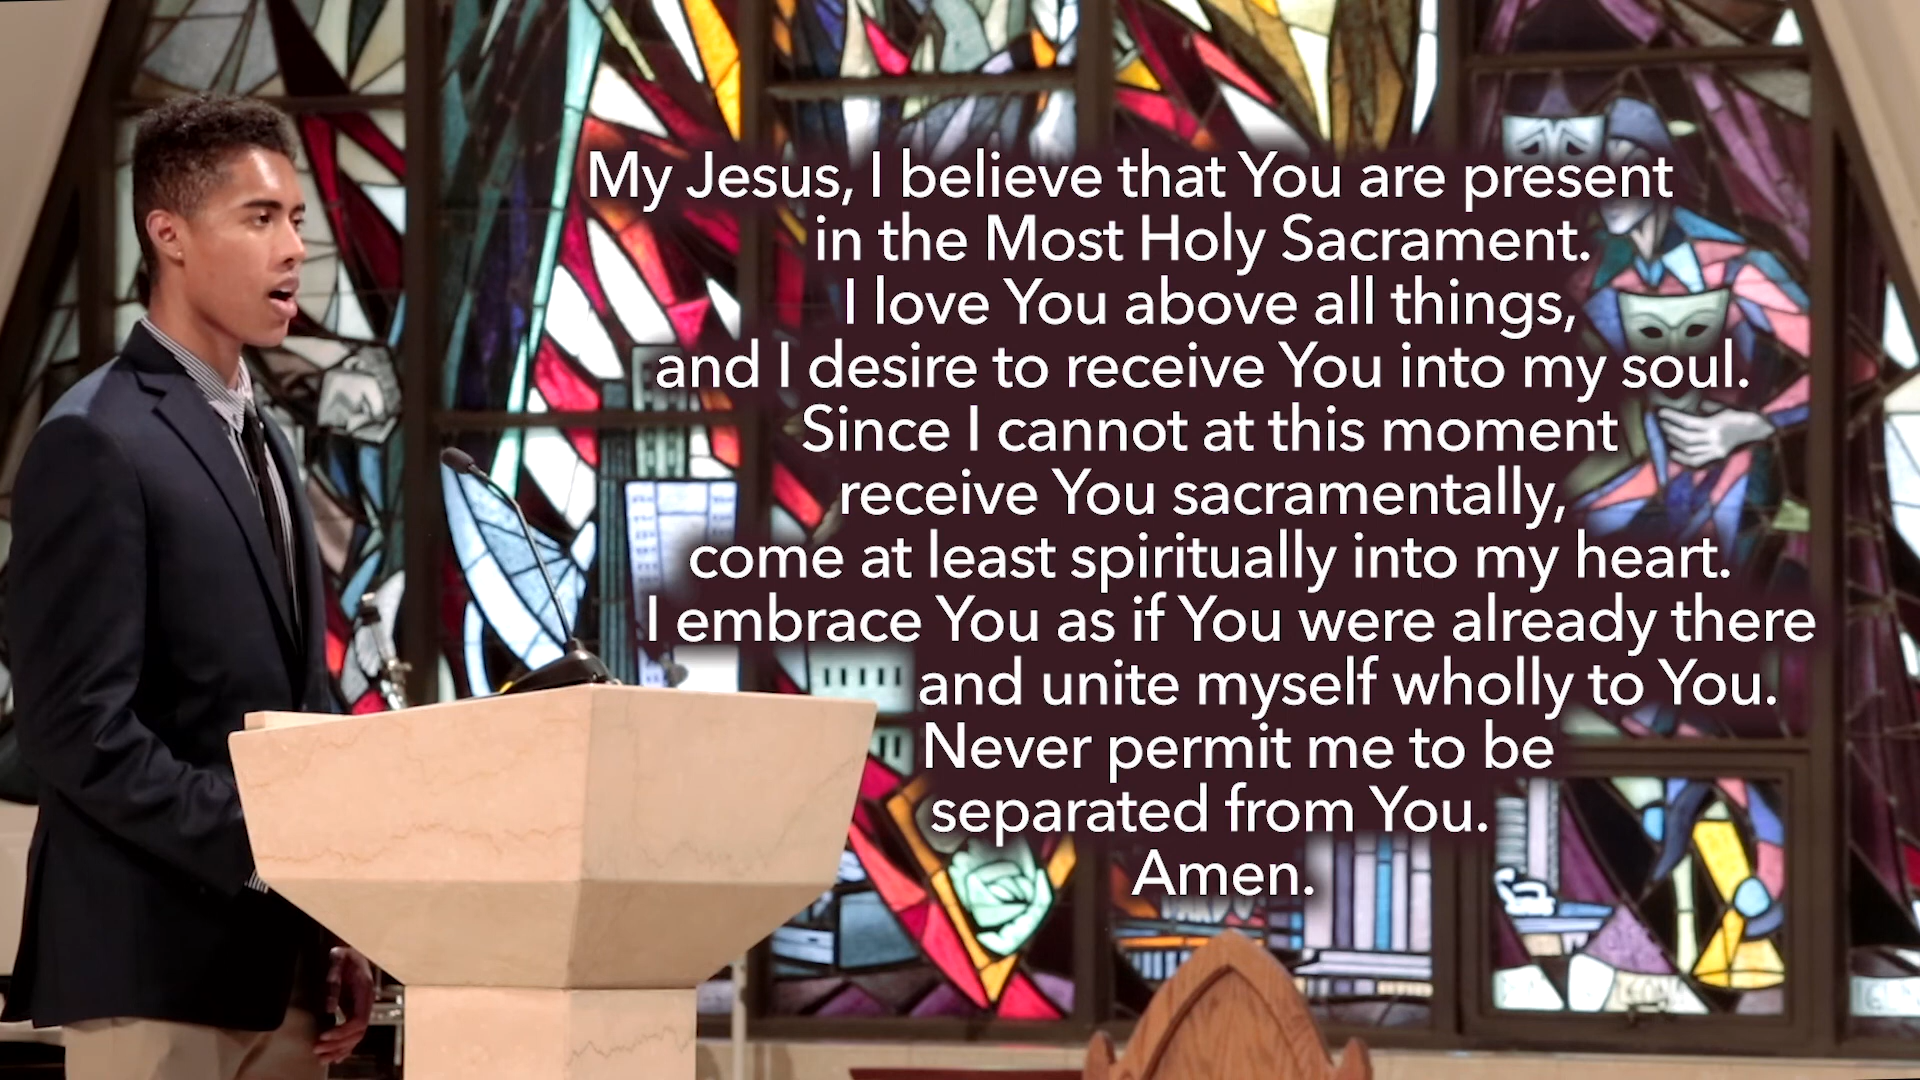 My Jesus, I believe that You are present
in the Most Holy Sacrament.
I love You above all things,
and I desire to receive You into my soul.
Since I cannot at this moment
receive You sacramentally,
come at least spiritually into my heart.
I embrace You as if You were already there
and unite myself wholly to You.
Never permit me to be
separated from You.
Amen.